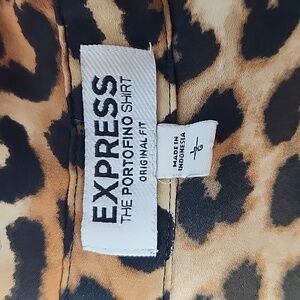 EXPRESS
THE PORTOFINO SHIRT
ORIGINAL FIT
MADE IN
INDONESIA